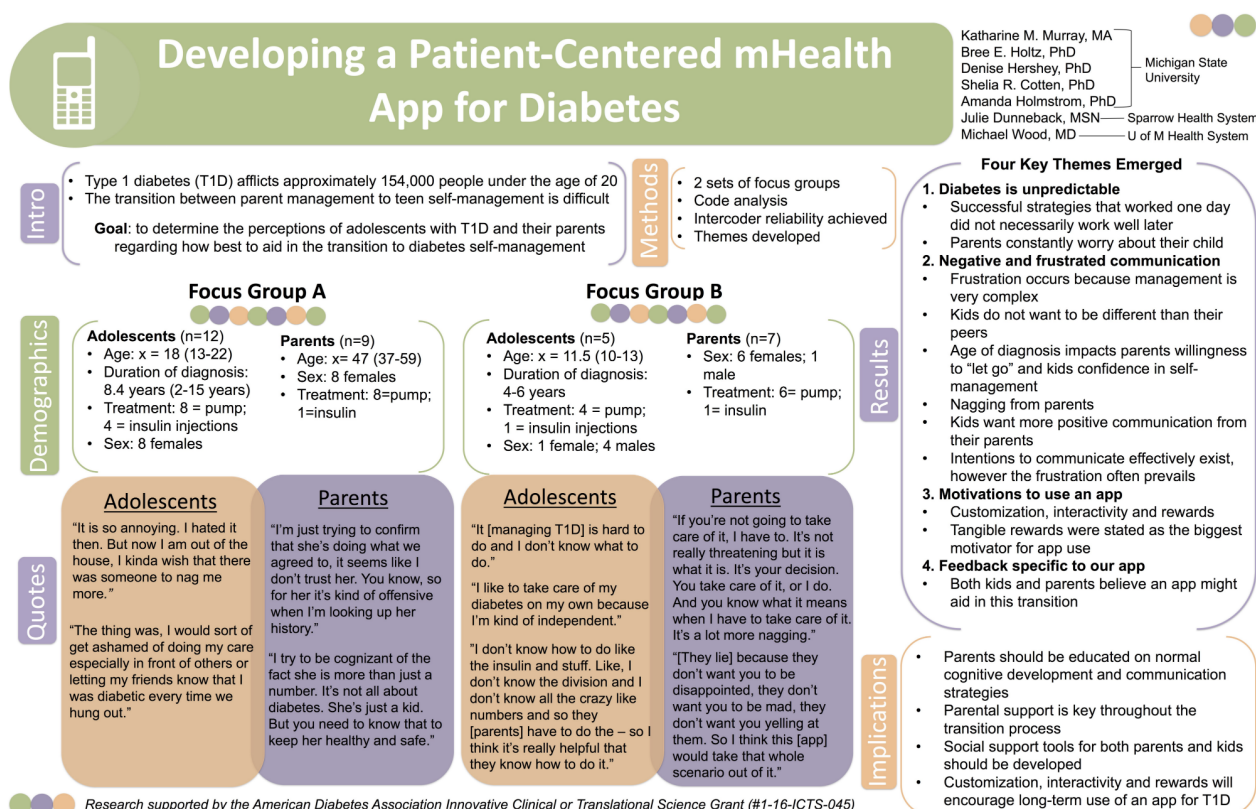 Developing a Patient-Centered mHealth
App for Diabetes
Katharine M. Murray, MA
Bree E. Holtz, PhD
Denise Hershey, PhD
Shelia R. Cotten, PhD
Amanda Holmstrom, PhD
Michigan State
University
Julie Dunneback, MSN
Sparrow Health System
Michael Wood, MD
U of M Health System
Intro
• Type 1 diabetes (T1D) afflicts approximately 154,000 people under the age of 20
• The transition between parent management to teen self-management is difficult
Goal: to determine the perceptions of adolescents with T1D and their parents
regarding how best to aid in the transition to diabetes self-management
Methods
• 2 sets of focus groups
• Code analysis
• Intercoder reliability achieved
• Themes developed
Demographics
Focus Group A
Adolescents (n=12)
• Age: x = 18 (13-22)
• Duration of diagnosis:
8.4 years (2-15 years)
• Treatment: 8 = pump;
4 = insulin injections
• Sex: 8 females
Parents (n=9)
• Age: x= 47 (37-59)
• Sex: 8 females
• Treatment: 8=pump;
1=insulin
Focus Group B
Adolescents (n=5)
• Age: x = 11.5 (10-13)
• Duration of diagnosis:
4-6 years
• Treatment: 4 = pump;
1 = insulin injections
• Sex: 1 female; 4 males
Parents (n=7)
• Sex: 6 females; 1
male
• Treatment: 6= pump;
1= insulin
Quotes
Adolescents
“It is so annoying. I hated it
then. But now I am out of the
house, I kinda wish that there
was someone to nag me
more.”
“The thing was, I would sort of
get ashamed of doing my care
especially in front of others or
letting my friends know that I
was diabetic every time we
hung out.”
Parents
“I’m just trying to confirm
that she’s doing what we
agreed to, it seems like I
don’t trust her. You know, so
for her it’s kind of offensive
when I’m looking up her
history.”
“I try to be cognizant of the
fact she is more than just a
number. It’s not all about
diabetes. She’s just a kid.
But you need to know that to
keep her healthy and safe.”
Adolescents
“It [managing T1D] is hard to
do and I don’t know what to
do.”
“I like to take care of my
diabetes on my own because
I’m kind of independent.”
“I don’t know how to do like
the insulin and stuff. Like, I
don’t know the division and I
don’t know all the crazy like
numbers and so they
[parents] have to do the – so I
think it’s really helpful that
they know how to do it.”
Parents
“If you’re not going to take
care of it, I have to. It’s not
really threatening but it is
what it is. It’s your decision.
You take care of it, or I do.
And you know what it means
when I have to take care of it.
It’s a lot more nagging.”
“[They lie] because they
don’t want you to be
disappointed, they don’t
want you to be mad, they
don’t want you yelling at
them. So I think this [app]
would take that whole
scenario out of it.”
Results
Four Key Themes Emerged
1. Diabetes is unpredictable
• Successful strategies that worked one day
did not necessarily work well later
• Parents constantly worry about their child
2. Negative and frustrated communication
• Frustration occurs because management is
very complex
• Kids do not want to be different than their
peers
• Age of diagnosis impacts parents willingness
to “let go” and kids confidence in self-
management
• Nagging from parents
• Kids want more positive communication from
their parents
• Intentions to communicate effectively exist,
however the frustration often prevails
3. Motivations to use an app
• Customization, interactivity and rewards
• Tangible rewards were stated as the biggest
motivator for app use
4. Feedback specific to our app
• Both kids and parents believe an app might
aid in this transition
Implications
• Parents should be educated on normal
cognitive development and communication
strategies
• Parental support is key throughout the
transition process
• Social support tools for both parents and kids
should be developed
• Customization, interactivity and rewards will
encourage long-term use of an app for T1D
Research supported by the American Diabetes Association Innovative Clinical or Translational Science Grant (#1-16-ICTS-045)